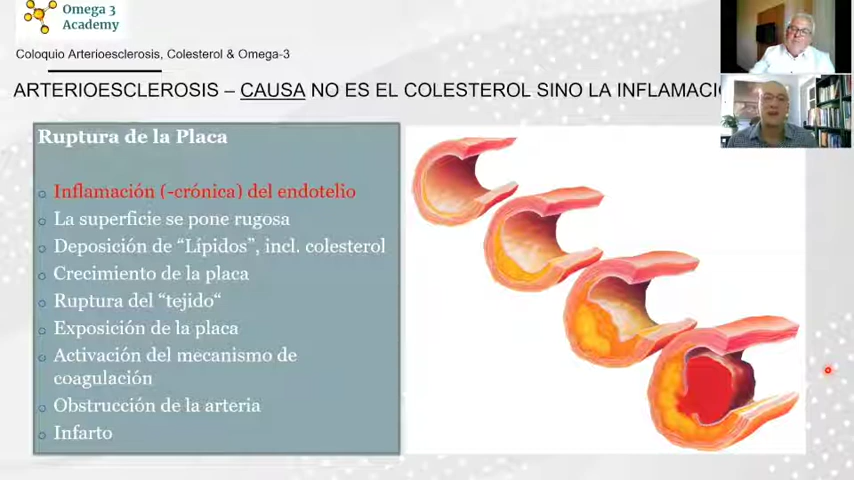 Omega 3
Academy
Coloquio Arterioesclerosis, Colesterol & Omega-3
ARTERIOESCLEROSIS – CAUSA NO ES EL COLESTEROL SINO LA INFLAMACI
Ruptura de la Placa
Inflamación (-crónica) del endotelio
La superficie se pone rugosa
Deposición de “Lípidos”, incl. colesterol
Crecimiento de la placa
Ruptura del “tejido“
Exposición de la placa
Activación del mecanismo de
coagulación
Obstrucción de la arteria
Infarto